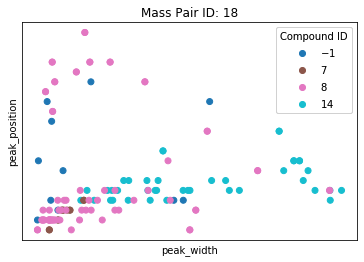 Mass Pair ID: 18
Compound ID
−1
7
8
14
peak_position
peak_width